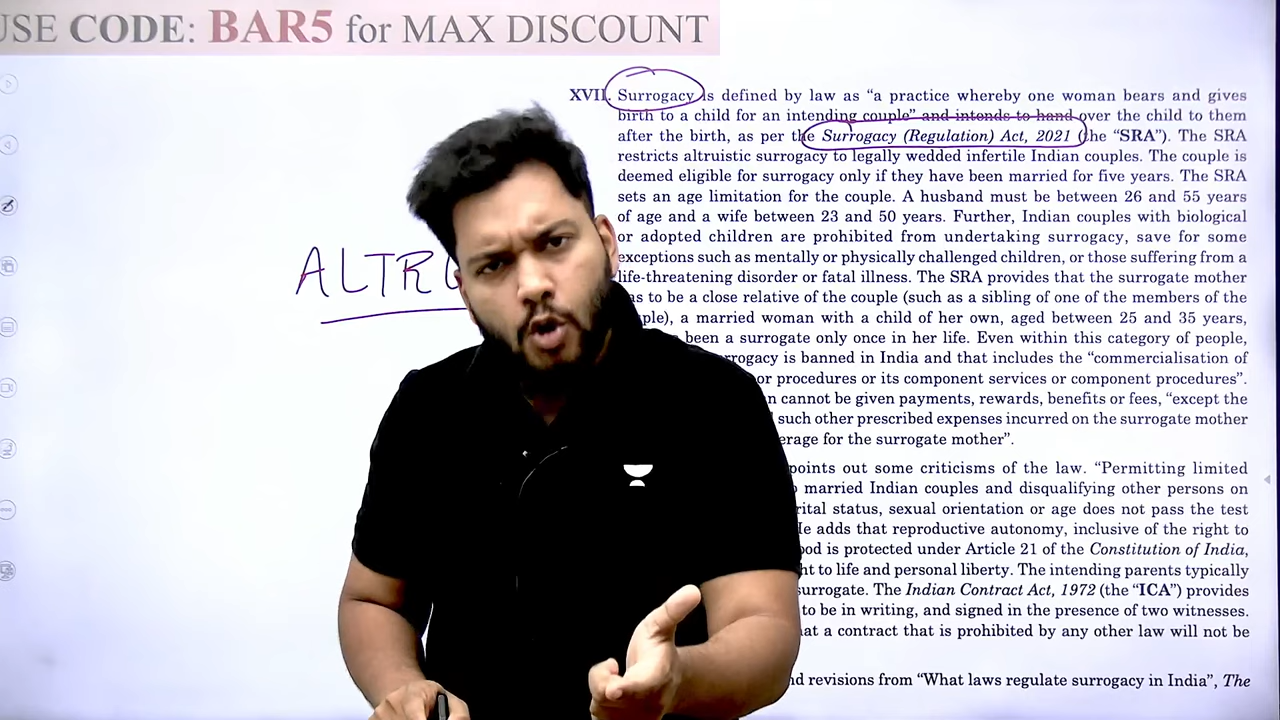 USE CODE: BAR5 for MAX DISCOUNT
ALTRU
XVII. Surrogacy is defined by law as “a practice whereby one woman bears and gives
birth to a child for an intending couple” and intends to hand over the child to them
after the birth, as per the Surrogacy (Regulation) Act, 2021 (the “SRA”). The SRA
restricts altruistic surrogacy to legally wedded infertile Indian couples. The couple is
deemed eligible for surrogacy only if they have been married for five years. The SRA
sets an age limitation for the couple. A husband must be between 26 and 55 years
of age and a wife between 23 and 50 years. Further, Indian couples with biological
or adopted children are prohibited from undertaking surrogacy, save for some
exceptions such as mentally or physically challenged children, or those suffering from a
life-threatening disorder or fatal illness. The SRA provides that the surrogate mother
to be a close relative of the couple (such as a sibling of one of the members of the
a married woman with a child of her own, aged between 25 and 35 years,
been a surrogate only once in her life. Even within this category of people,
is banned in India and that includes the “commercialisation of
or procedures or its component services or component procedures”.
cannot be given payments, rewards, benefits or fees, “except the
such other prescribed expenses incurred on the surrogate mother
for the surrogate mother”.
points out some criticisms of the law. “Permitting limited
married Indian couples and disqualifying other persons on
status, sexual orientation or age does not pass the test
He adds that reproductive autonomy, inclusive of the right to
is protected under Article 21 of the Constitution of India,
to life and personal liberty. The intending parents typically
surrogate. The Indian Contract Act, 1972 (the “ICA”) provides
to be in writing, and signed in the presence of two witnesses.
a contract that is prohibited by any other law will not be
revisions from “What laws regulate surrogacy in India”, The